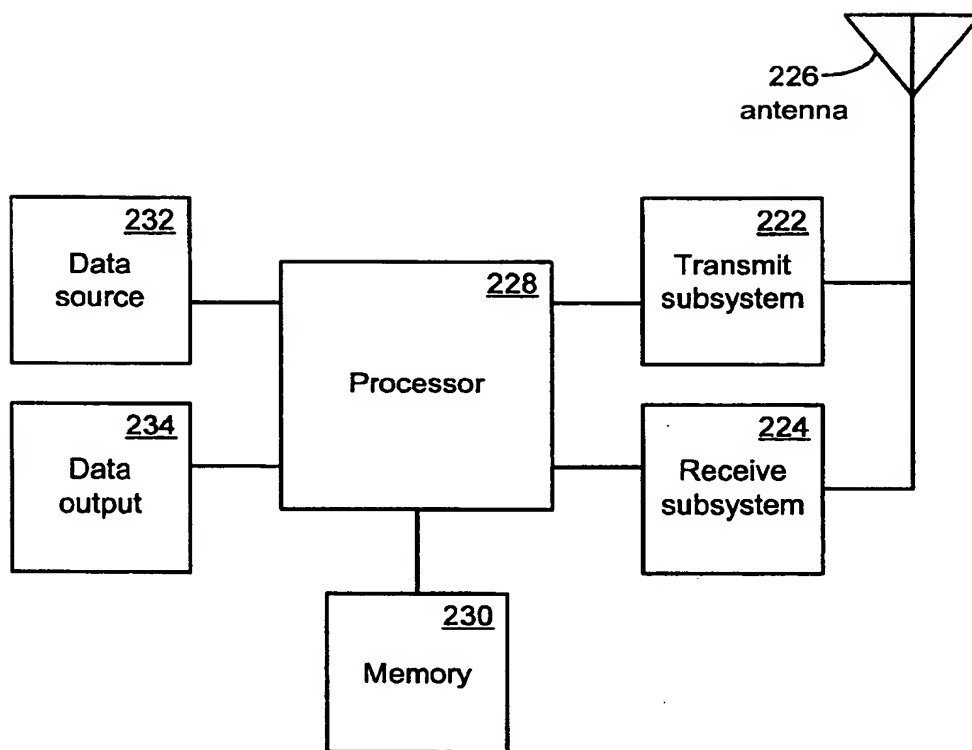 226
antenna
232
Data
source
228
Processor
222
Transmit
subsystem
234
Data
output
224
Receive
subsystem
230
Memory